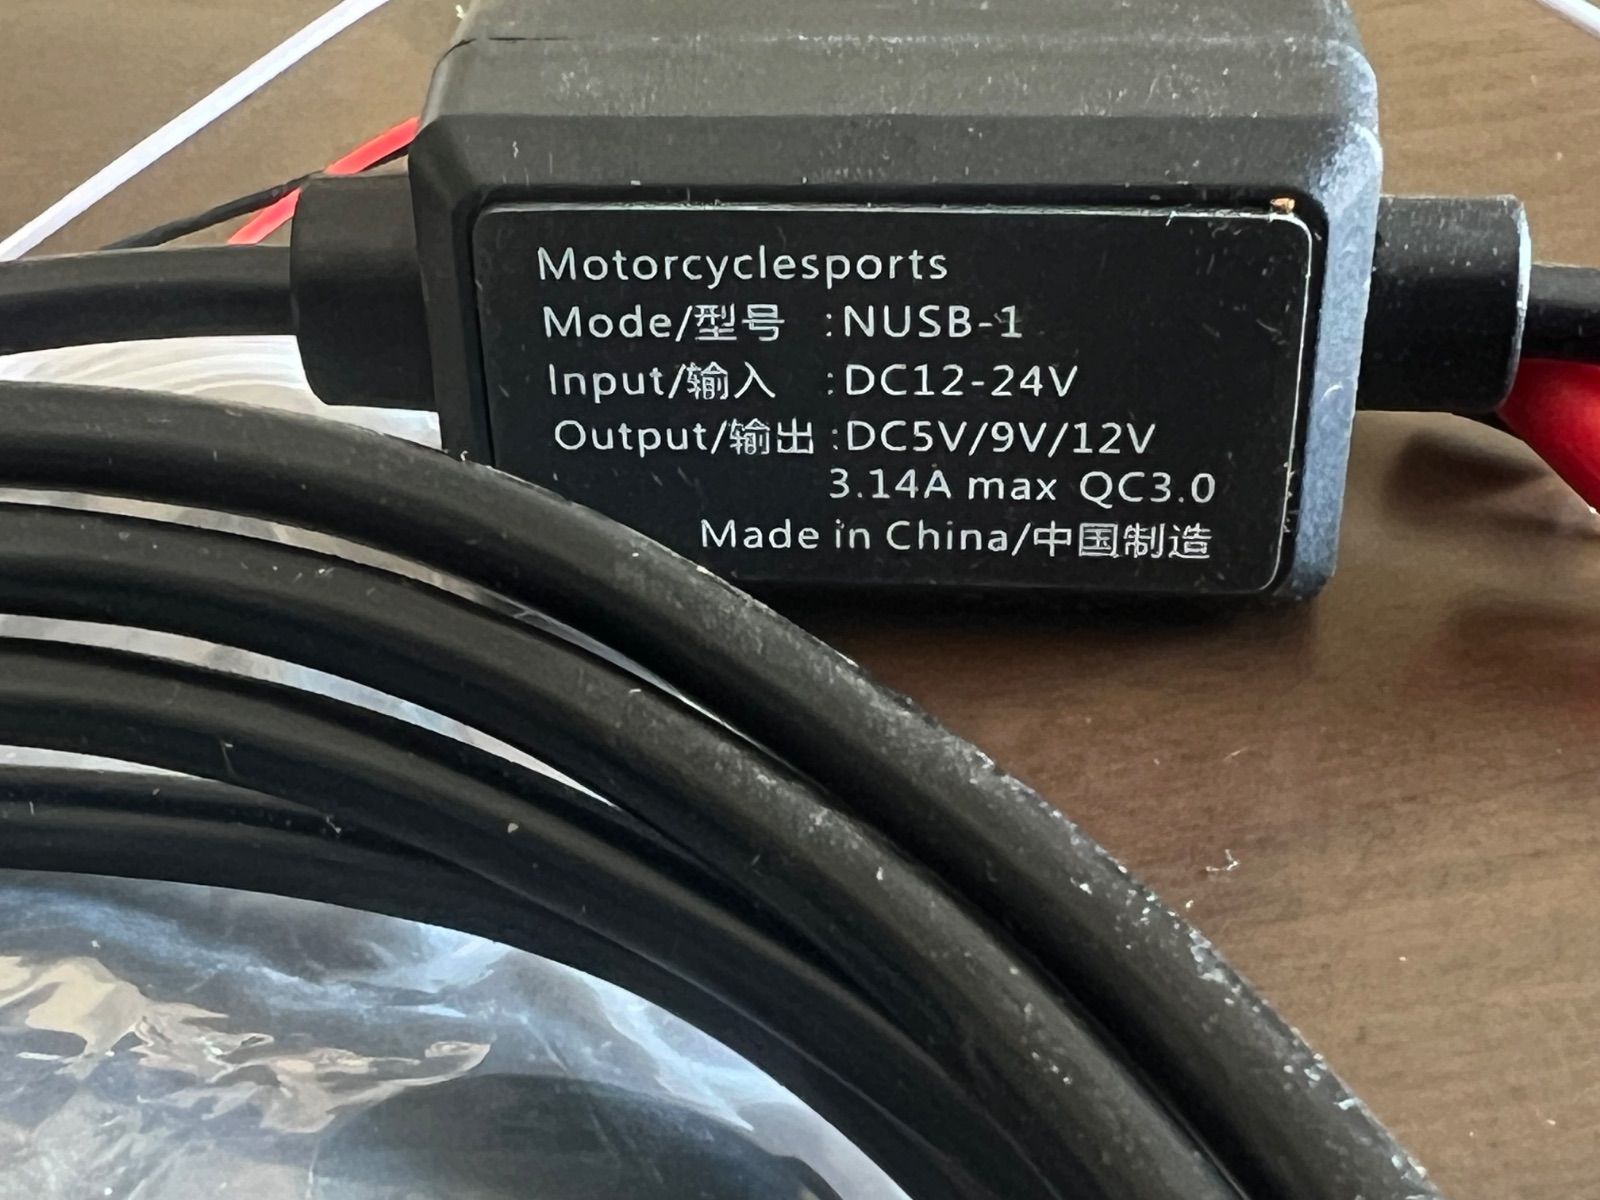 Motorcyclesports
Mode/型号 :NUSB-1
Input/输入 :DC12-24V
Output/输出 :DC5V/9V/12V
3.14A max QC3.0
Made in China/中国制造